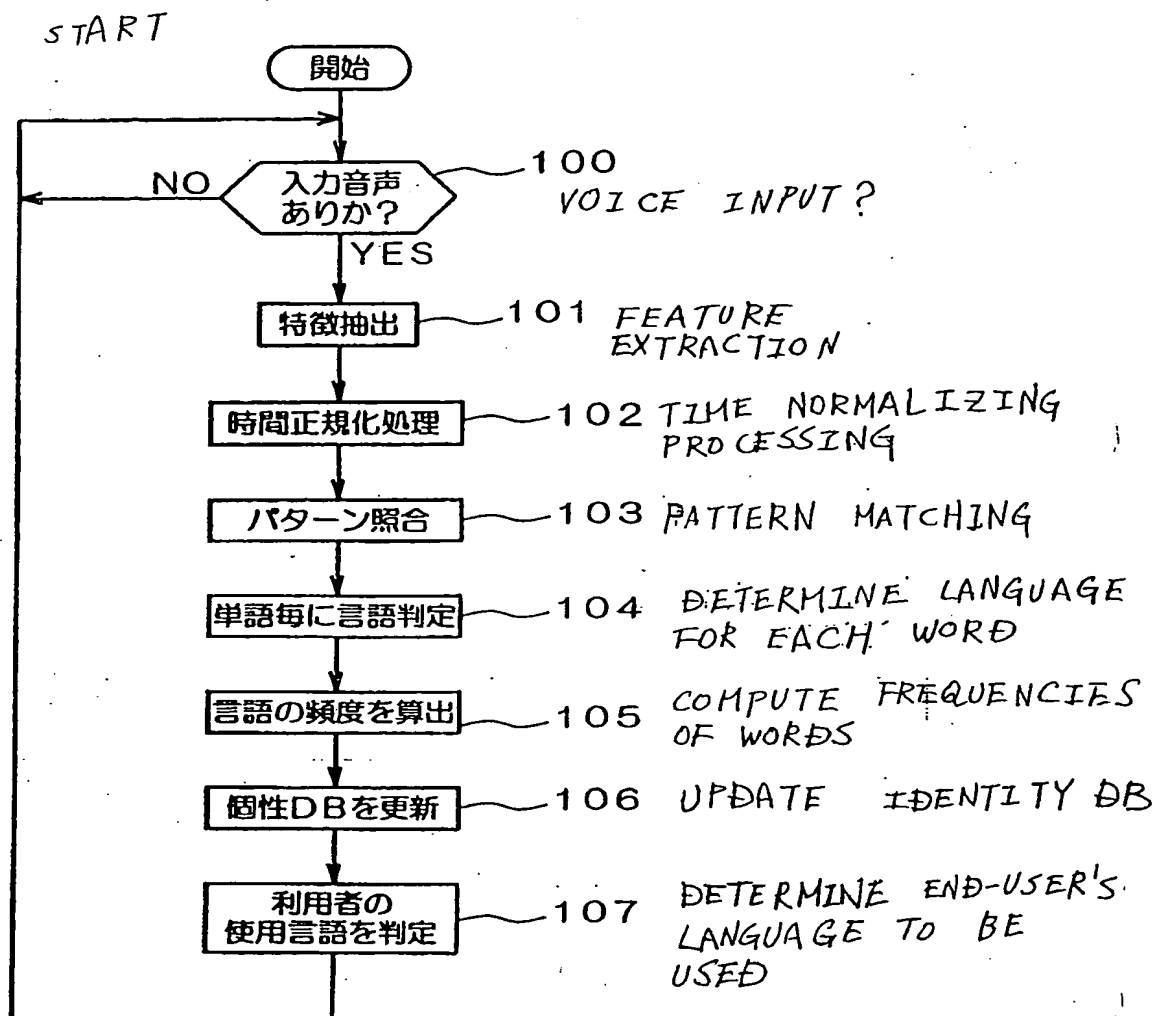 START
開始
NO
入力音声
ありか?
100
VOICE INPUT?
YES
特徴抽出
101
FEATURE
EXTRACTION
時間正規化処理
102
TIME NORMALIZING
PROCESSING
パターン照合
103
PATTERN MATCHING
単語毎に言語判定
104
DETERMINE LANGUAGE
FOR EACH WORD
言語の頻度を算出
105
COMPUTE FREQUENCIES
OF WORDS
個性DBを更新
106
UPDATE IDENTITY DB
利用者の
使用言語を判定
107
DETERMINE END-USER'S
LANGUAGE TO BE
USED